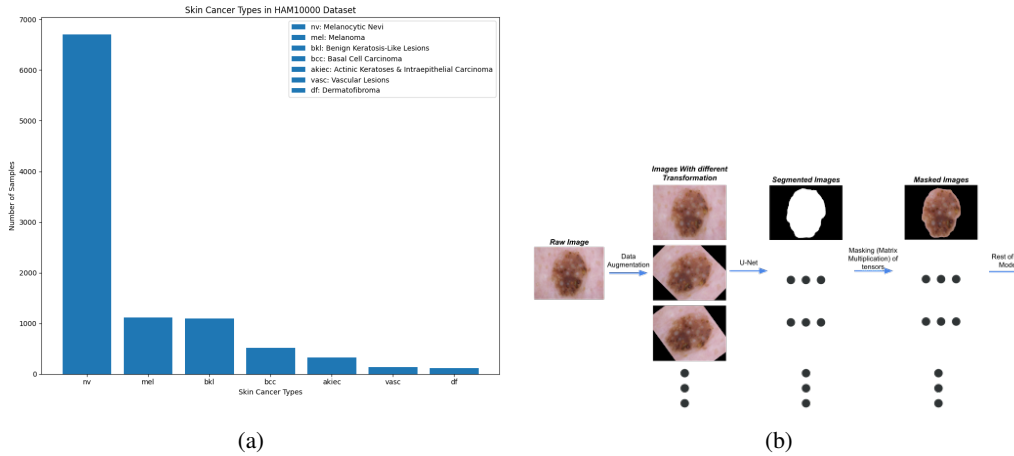 Skin Cancer Types in HAM10000 Dataset
nv: Melanocytic Nevi
mel: Melanoma
bkl: Benign Keratosis-Like Lesions
bcc: Basal Cell Carcinoma
akiec: Actinic Keratoses & Intraepithelial Carcinoma
vasc: Vascular Lesions
df: Dermatofibroma
Number of Samples
7000
6000
5000
4000
3000
2000
1000
0
nv mel bkl bcc akiec vasc df
Skin Cancer Types
(a)
Raw Image
Data
Augmentation
Images With different
Transformation
U-Net
Segmented Images
Masking (Matrix
Multiplication) of
tensors
Masked Images
Rest of
Mode
(b)